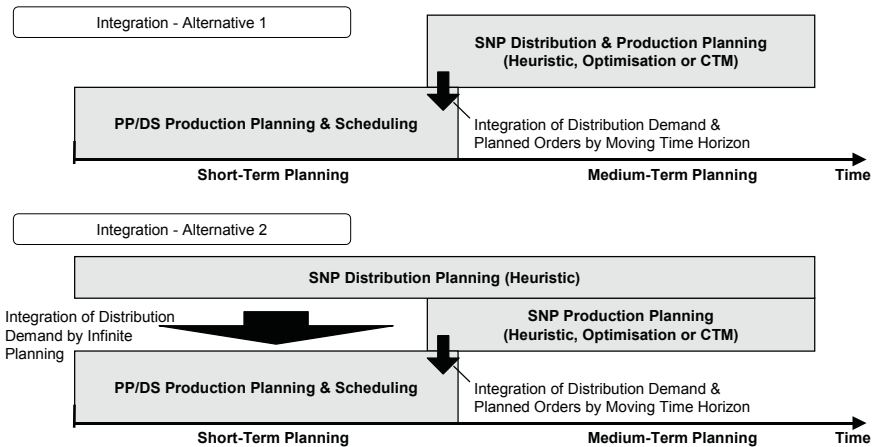 Integration - Alternative 1
SNP Distribution & Production Planning
(Heuristic, Optimisation or CTM)
PP/DS Production Planning & Scheduling
Integration of Distribution Demand &
Planned Orders by Moving Time Horizon
Short-Term Planning
Medium-Term Planning
Time
Integration - Alternative 2
SNP Distribution Planning (Heuristic)
Integration of Distribution
Demand by Infinite
Planning
SNP Production Planning
(Heuristic, Optimisation or CTM)
PP/DS Production Planning & Scheduling
Integration of Distribution Demand &
Planned Orders by Moving Time Horizon
Short-Term Planning
Medium-Term Planning
Time